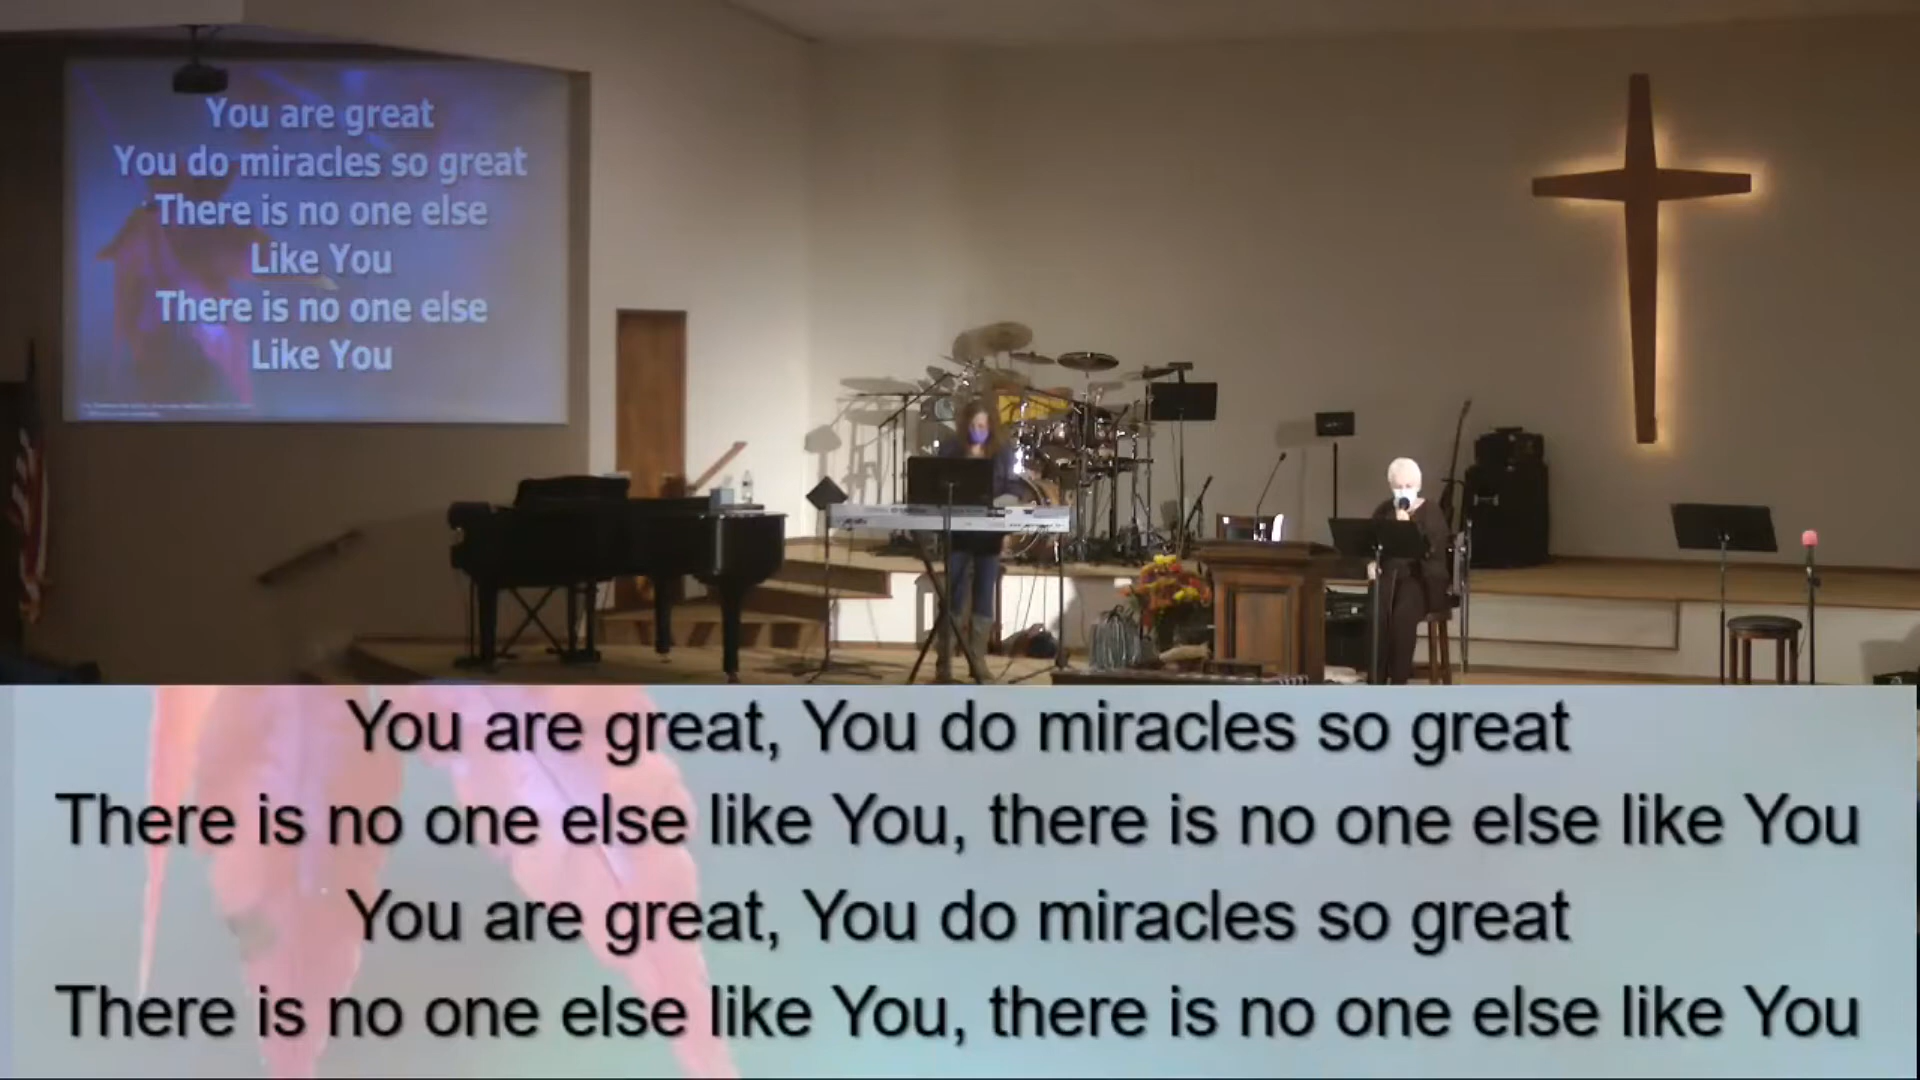 You are great
You do miracles so great
There is no one else
Like You
There is no one else
Like You
You are great, You do miracles so great
There is no one else like You, there is no one else like You
You are great, You do miracles so great
There is no one else like You, there is no one else like You